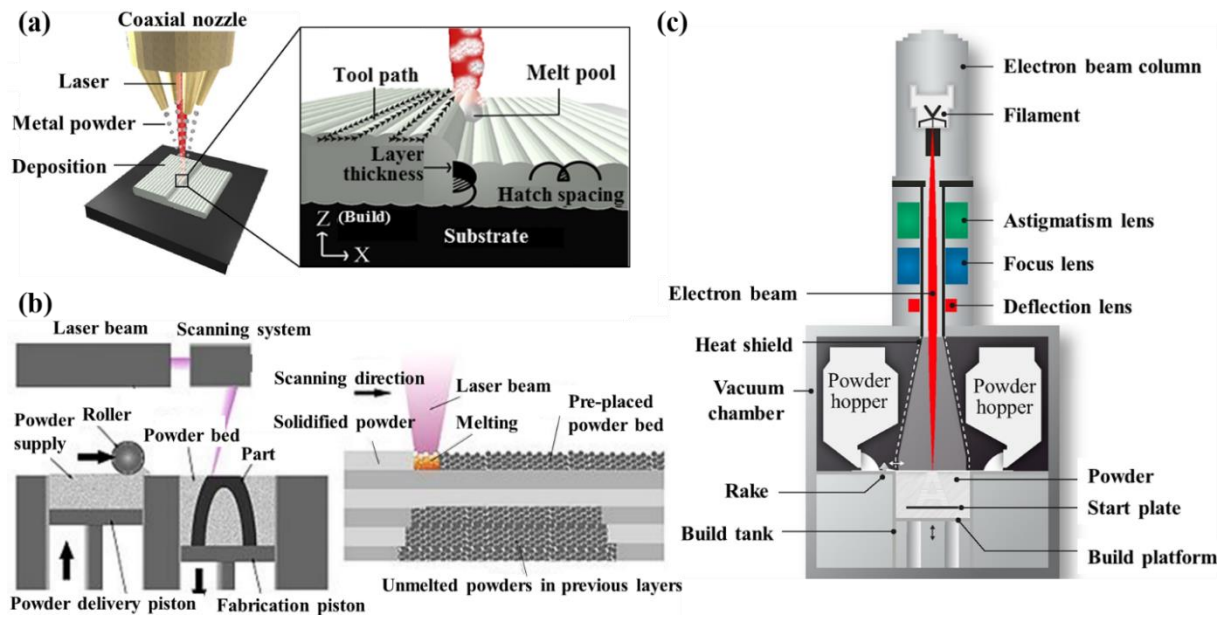 (a)
Coaxial nozzle
Laser
Metal powder
Deposition
Tool path
Melt pool
Layer
thickness
Hatch spacing
Z (Build)
X
Substrate
(b)
Laser beam
Scanning system
Powder
supply
Roller
Powder bed
Part
Powder delivery piston
Fabrication piston
Scanning direction
Solidified powder
Laser beam
Melting
Pre-placed
powder bed
Unmelted powders in previous layers
(c)
Electron beam column
Filament
Astigmatism lens
Focus lens
Electron beam
Deflection lens
Heat shield
Vacuum
chamber
Powder
hopper
Powder
hopper
Rake
Powder
Start plate
Build tank
Build platform